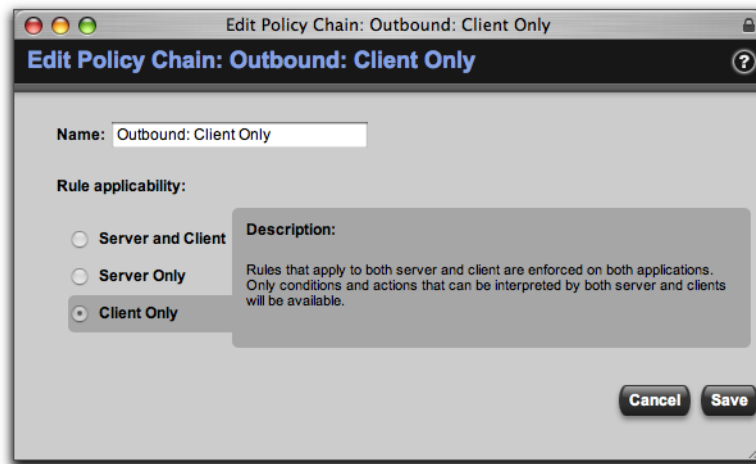 Edit Policy Chain: Outbound: Client Only
Edit Policy Chain: Outbound: Client Only
?
Name: Outbound: Client Only
Rule applicability:
Server and Client
Server Only
Client Only
Description:
Rules that apply to both server and client are enforced on both applications.
Only conditions and actions that can be interpreted by both server and clients
will be available.
Cancel Save